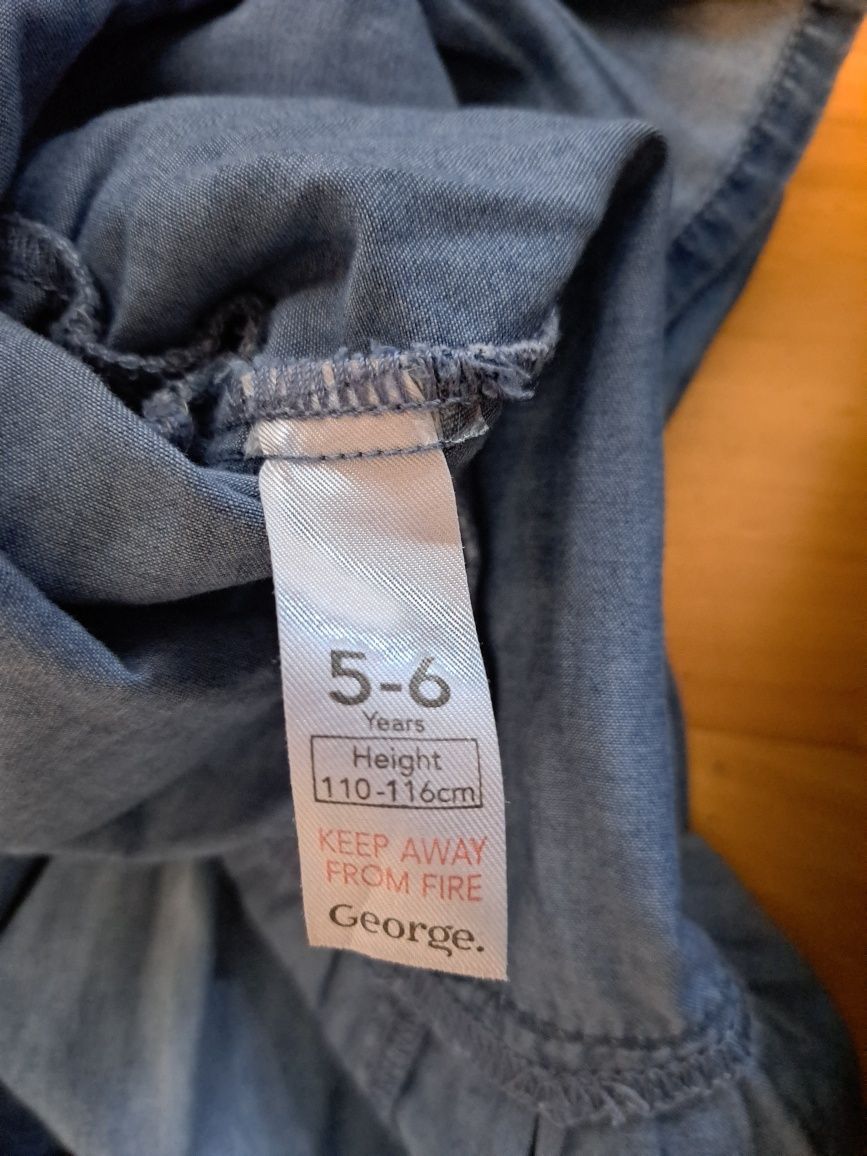 5-6
Years
Height
110-116cm
KEEP AWAY
FROM FIRE
George.